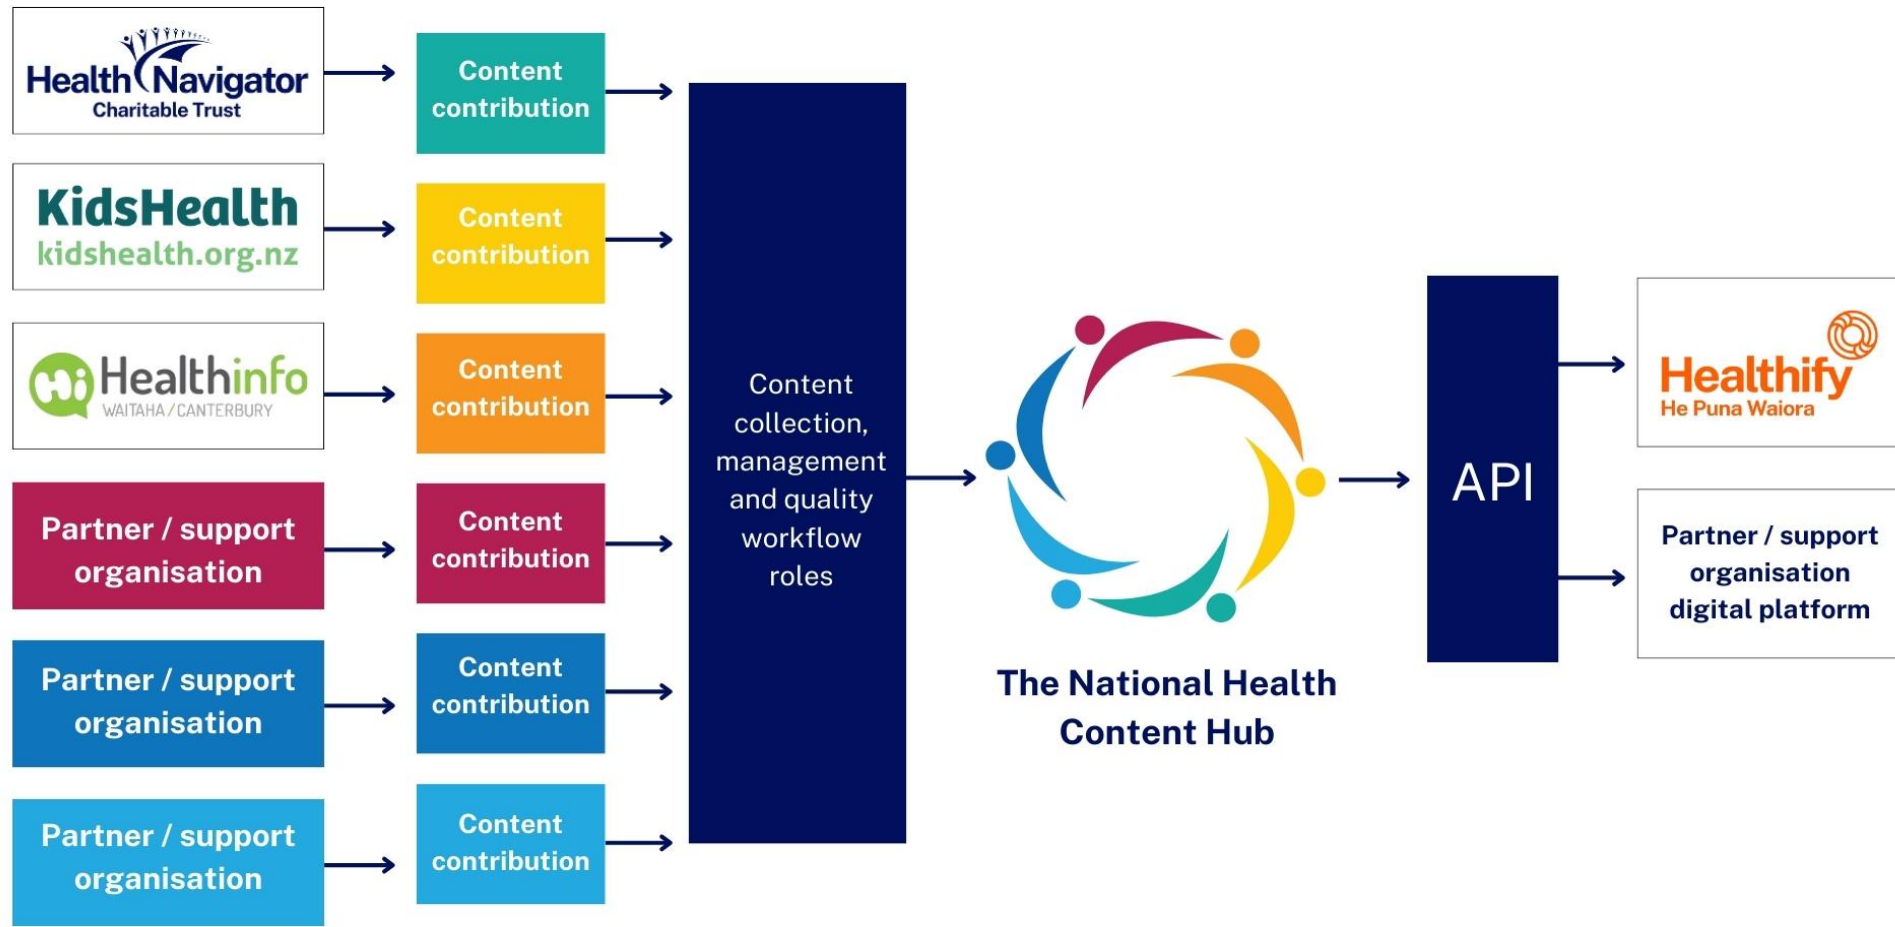 Health Navigator
Charitable Trust
Content
contribution
KidsHealth
kidshealth.org.nz
Content
contribution
Hi Healthinfo
WAITAHA / CANTERBURY
Content
contribution
Partner / support
organisation
Content
contribution
Partner / support
organisation
Content
contribution
Partner / support
organisation
Content
contribution
Content
collection,
management
and quality
workflow
roles
The National Health
Content Hub
API
Healthify
He Puna Waiora
Partner / support
organisation
digital platform